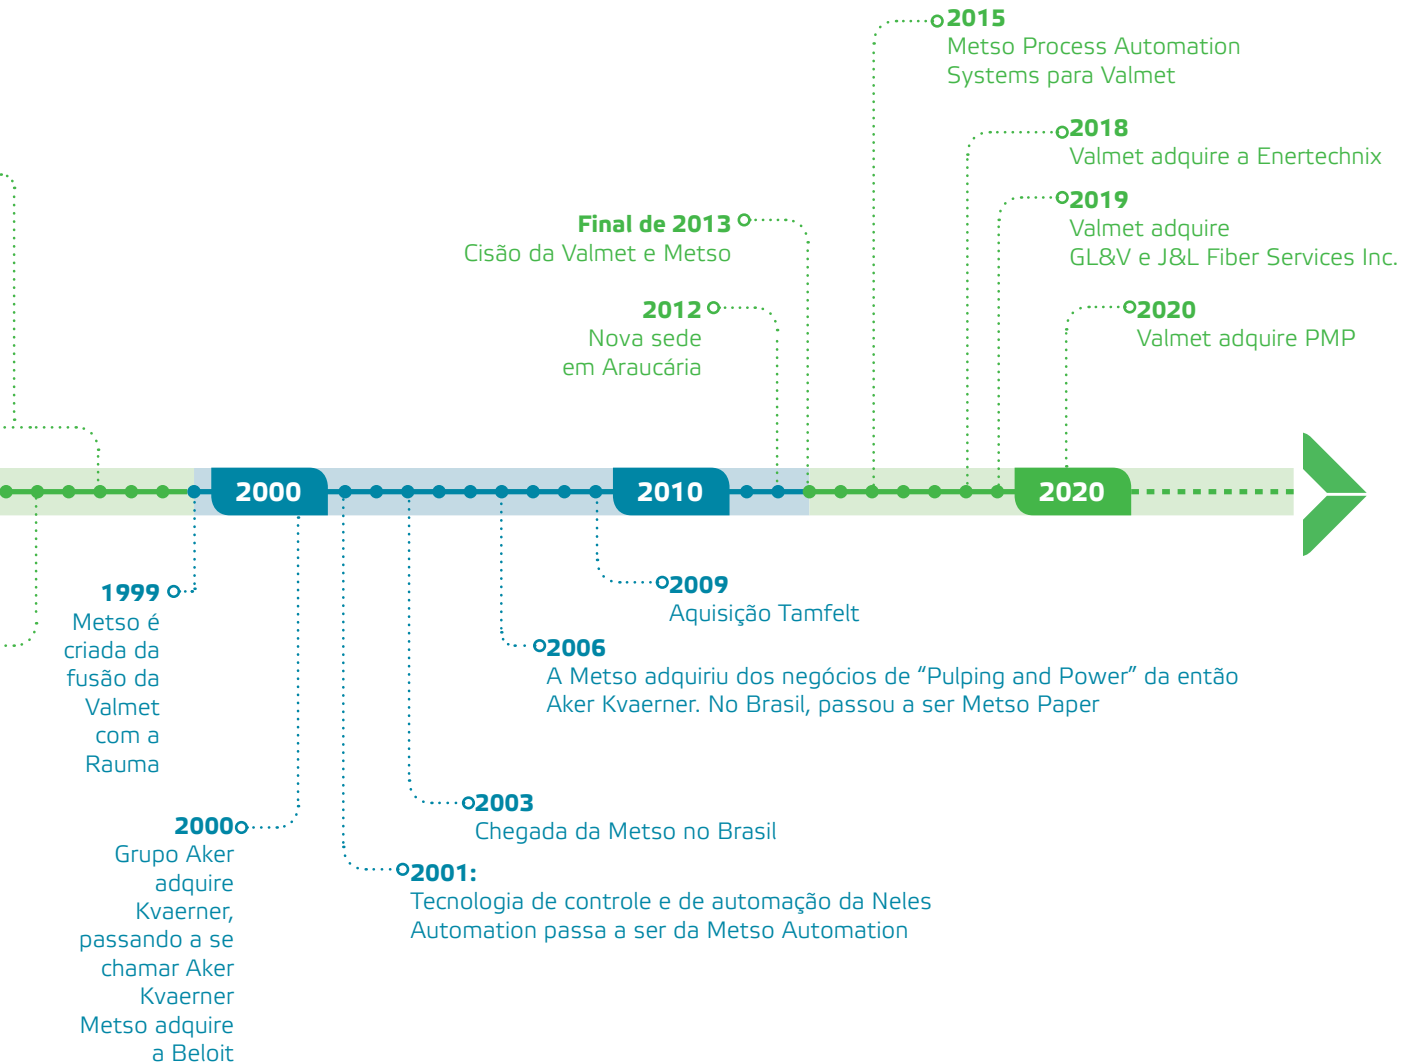 2015
Metso Process Automation
Systems para Valmet
2018
Valmet adquire a Enertechnix
2019
Valmet adquire
GL&V e J&L Fiber Services Inc.
Final de 2013
Cisão da Valmet e Metso
2012
Nova sede
em Araucária
2020
Valmet adquire PMP
2000
2010
2020
1999
Metso é
criada da
fusão da
Valmet
com a
Rauma
2009
Aquisição Tamfelt
2006
A Metso adquiriu dos negócios de “Pulping and Power” da então
Aker Kvaerner. No Brasil, passou a ser Metso Paper
2003
Chegada da Metso no Brasil
2000
Grupo Aker
adquire
Kvaerner,
passando a se
chamar Aker
Kvaerner
Metso adquire
a Beloit
2001:
Tecnologia de controle e de automação da Neles
Automation passa a ser da Metso Automation